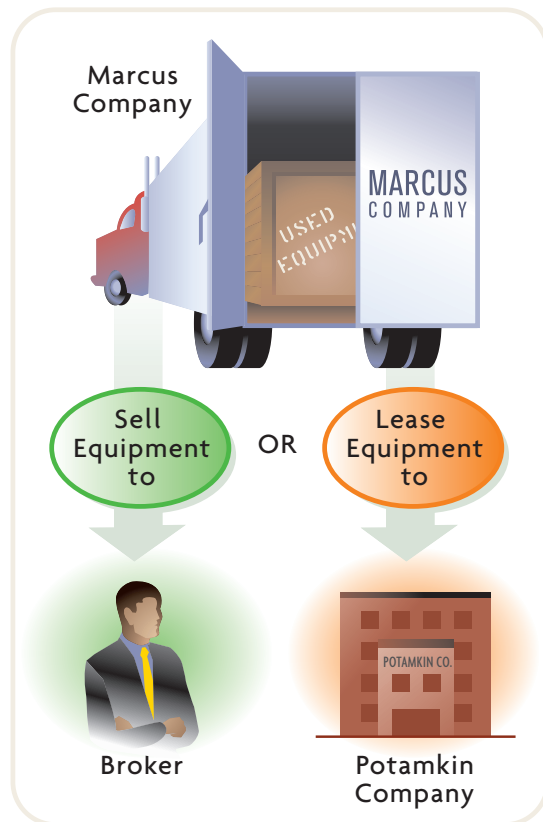 Marcus
Company
MARCUS
COMPANY
USED
Sell
Equipment
to
OR
Lease
Equipment
to
POTAMKIN CO.
Broker
Potamkin
Company